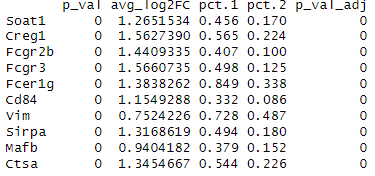 p_val avg_log2FC pct.1 pct.2 p_val_adj
Soat1 0 1.2651534 0.456 0.170 0
Creg1 0 1.5627390 0.565 0.224 0
Fcgr2b 0 1.4409335 0.407 0.100 0
Fcgr3 0 1.5660705 0.498 0.125 0
Fcer1g 0 1.3838262 0.849 0.338 0
Cd84 0 1.1549288 0.332 0.086 0
Vim 0 0.7524226 0.728 0.487 0
Sirpa 0 1.3168619 0.494 0.180 0
Mafb 0 0.9404182 0.379 0.152 0
Ctsa 0 1.3454667 0.544 0.226 0